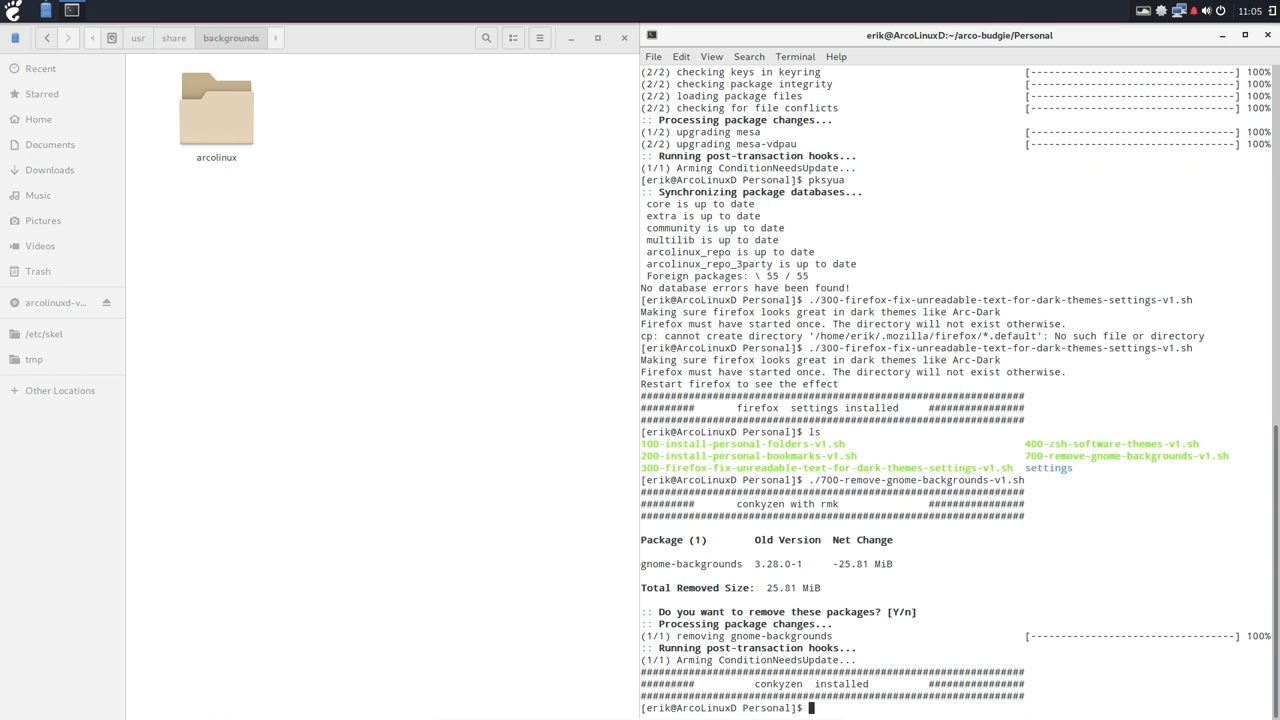 11:05
usr
share
backgrounds
Recent
Starred
Home
Documents
Downloads
Music
Pictures
Videos
Trash
arcolinuxd-v...
/etc/skel
tmp
Other Locations
arcolinux
erik@ArcoLinuxD:~/arco-budgie/Personal
File Edit View Search Terminal Help
(2/2) checking keys in keyring [----------------------------------] 100%
(2/2) checking package integrity [----------------------------------] 100%
(2/2) loading package files [----------------------------------] 100%
(2/2) checking for file conflicts [----------------------------------] 100%
:: Processing package changes...
(1/2) upgrading mesa [----------------------------------] 100%
(2/2) upgrading mesa-vdpau [----------------------------------] 100%
:: Running post-transaction hooks...
(1/1) Arming ConditionNeedsUpdate...
[erik@ArcoLinuxD Personal]$ pksyua
:: Synchronizing package databases...
core is up to date
extra is up to date
community is up to date
multilib is up to date
arcolinux_repo is up to date
arcolinux_repo_3party is up to date
Foreign packages: \ 55 / 55
No database errors have been found!
[erik@ArcoLinuxD Personal]$ ./300-firefox-fix-unreadable-text-for-dark-themes-settings-v1.sh
Making sure firefox looks great in dark themes like Arc-Dark
Firefox must have started once. The directory will not exist otherwise.
cp: cannot create directory '/home/erik/.mozilla/firefox/*.default': No such file or directory
[erik@ArcoLinuxD Personal]$ ./300-firefox-fix-unreadable-text-for-dark-themes-settings-v1.sh
Making sure firefox looks great in dark themes like Arc-Dark
Firefox must have started once. The directory will not exist otherwise.
Restart firefox to see the effect
################################################################
######### firefox settings installed ################
################################################################
[erik@ArcoLinuxD Personal]$ ls
100-install-personal-folders-v1.sh 400-zsh-software-themes-v1.sh
200-install-personal-bookmarks-v1.sh 700-remove-gnome-backgrounds-v1.sh
300-firefox-fix-unreadable-text-for-dark-themes-settings-v1.sh settings
[erik@ArcoLinuxD Personal]$ ./700-remove-gnome-backgrounds-v1.sh
################################################################
######### conkyzen with rmk ################
################################################################
Package (1) Old Version Net Change
gnome-backgrounds 3.28.0-1 -25.81 MiB
Total Removed Size: 25.81 MiB
:: Do you want to remove these packages? [Y/n]
:: Processing package changes...
(1/1) removing gnome-backgrounds [----------------------------------] 100%
:: Running post-transaction hooks...
(1/1) Arming ConditionNeedsUpdate...
################################################################
######### conkyzen installed ################
################################################################
[erik@ArcoLinuxD Personal]$